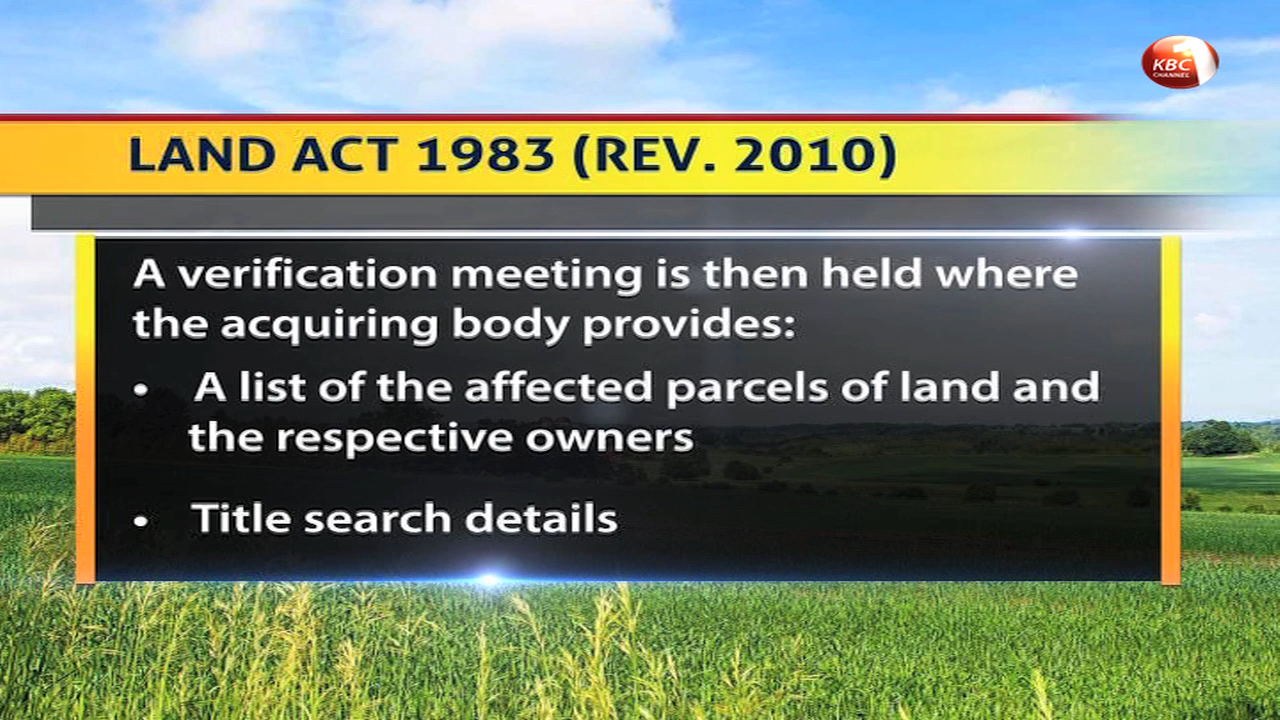 1
KBC
CHANNEL
LAND ACT 1983 (REV. 2010)
A verification meeting is then held where
the acquiring body provides:
• A list of the affected parcels of land and
the respective owners
• Title search details